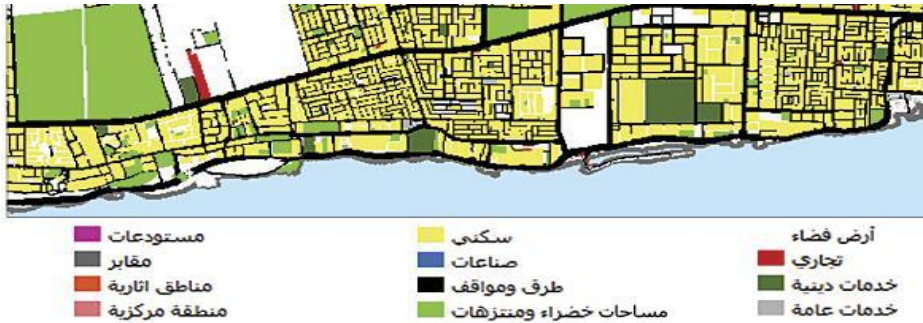 أرض فضاء
تجاري
خدمات دينية
خدمات عامة
سكني
صناعات
طرق ومواقف
مساحات خضراء ومنتزهات
مستودعات
مقابر
مناطق اثارية
منطقة مركزية